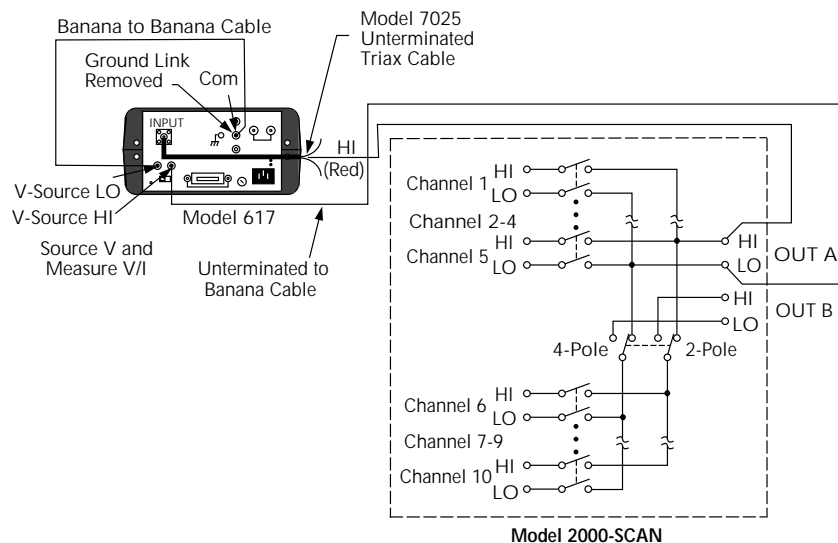 Banana to Banana Cable
Ground Link
Removed
Com
Model 7025
Unterminated
Triax Cable
INPUT
HI
(Red)
V-Source LO
V-Source HI
Model 617
Source V and
Measure V/I
Unterminated to
Banana Cable
Channel 1
HI
LO
Channel 2-4
Channel 5
HI
LO
HI
LO
OUT A
HI
LO
OUT B
4-Pole
2-Pole
Channel 6
HI
LO
Channel 7-9
Channel 10
HI
LO
Model 2000-SCAN